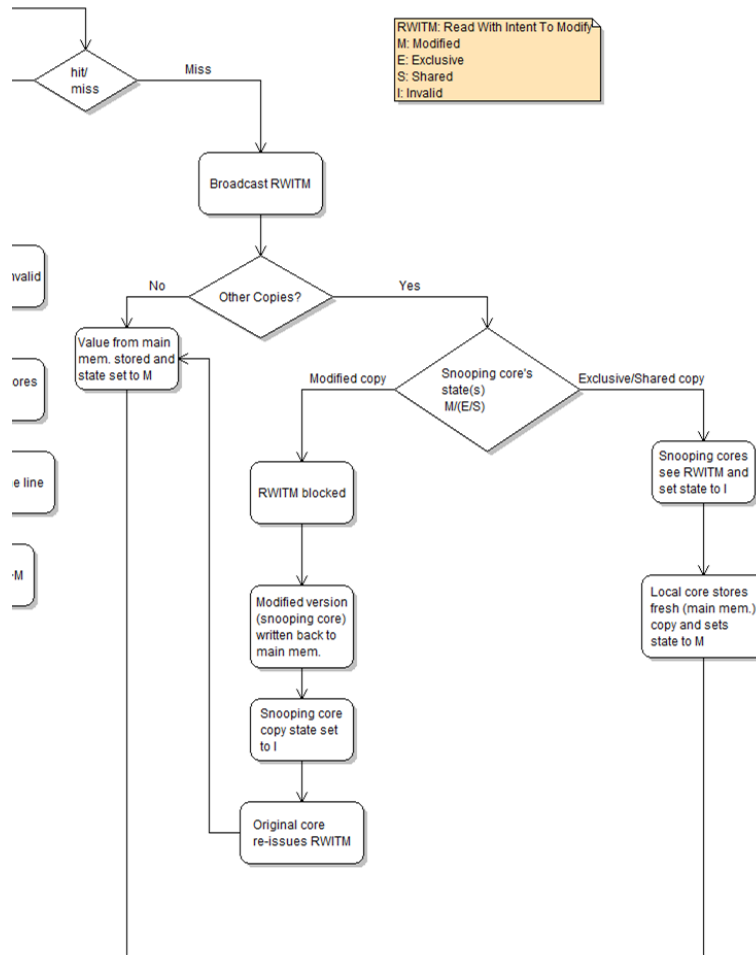 RWITM: Read With Intent To Modify
M: Modified
E: Exclusive
S: Shared
I: Invalid
hit/
miss
Miss
Broadcast RWITM
Other Copies?
No
Yes
Value from main
mem. stored and
state set to M
Snooping core's
state(s)
M/(E/S)
Modified copy
Exclusive/Shared copy
RWITM blocked
Snooping cores
see RWITM and
set state to I
Modified version
(snooping core)
written back to
main mem.
Local core stores
fresh (main mem.)
copy and sets
state to M
Snooping core
copy state set
to I
Original core
re-issues RWITM
nvalid
ores
e line
M